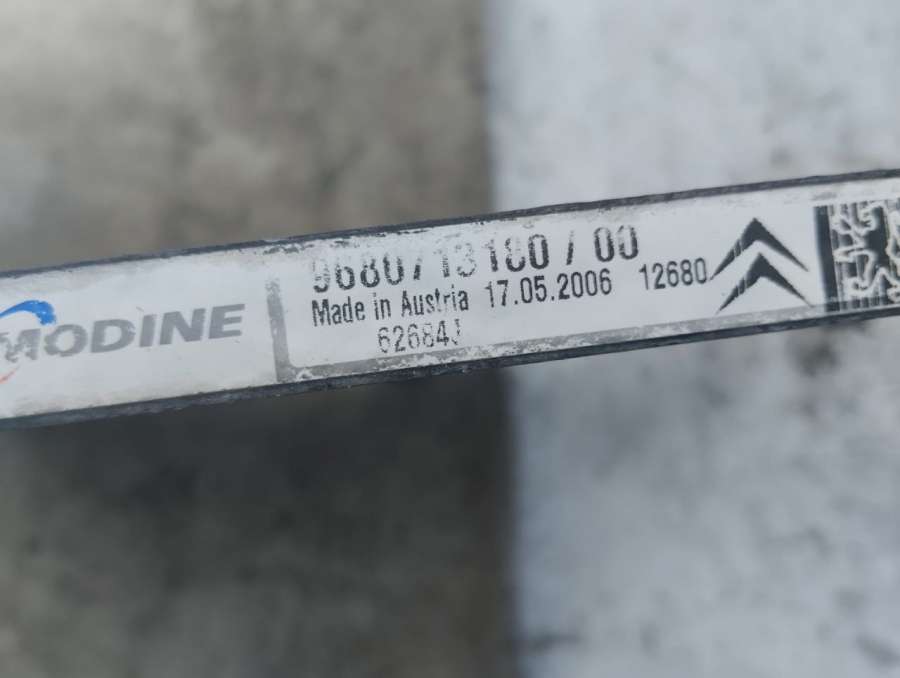 MODINE
9680713180 / 00
Made in Austria 17.05.2006 12680
62684J